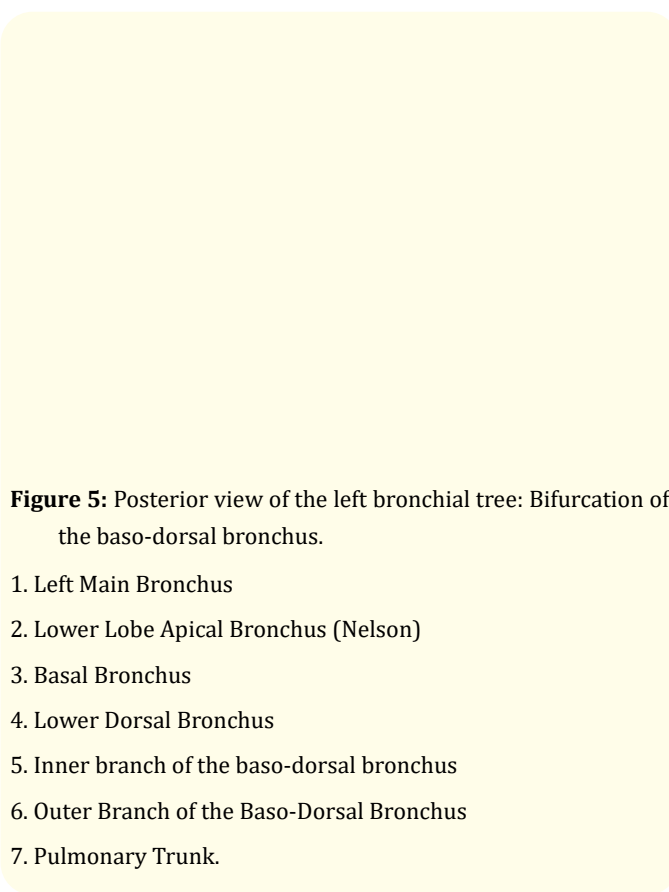 Figure 5: Posterior view of the left bronchial tree: Bifurcation of
the baso-dorsal bronchus.
1. Left Main Bronchus
2. Lower Lobe Apical Bronchus (Nelson)
3. Basal Bronchus
4. Lower Dorsal Bronchus
5. Inner branch of the baso-dorsal bronchus
6. Outer Branch of the Baso-Dorsal Bronchus
7. Pulmonary Trunk.